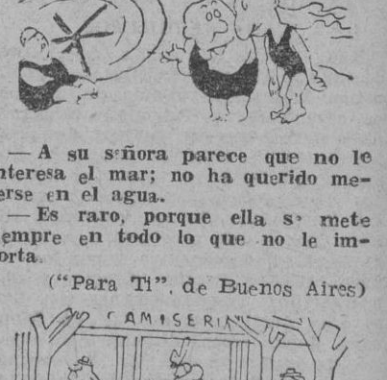 — A su señora parece que no le
nteresa el mar; no ha querido me-
erse en el agua.
— Es raro, porque ella s· mete
empre en todo lo que no le im-
orta.
("Para Ti". de Buenos Aires)
CAMISERIA